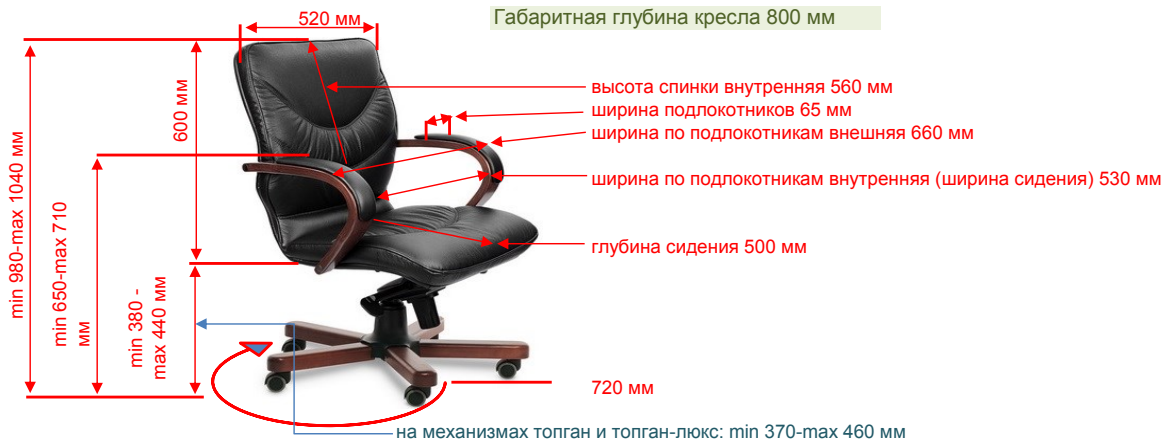 520 мм
Габаритная глубина кресла 800 мм
высота спинки внутренняя 560 мм
ширина подлокотников 65 мм
ширина по подлокотникам внешняя 660 мм
ширина по подлокотникам внутренняя (ширина сидения) 530 мм
глубина сидения 500 мм
600 мм
min 980-max 1040 мм
min 650-max 710
мм
min 380 -
max 440 мм
720 мм
на механизмах топган и топган-люкс: min 370-max 460 мм